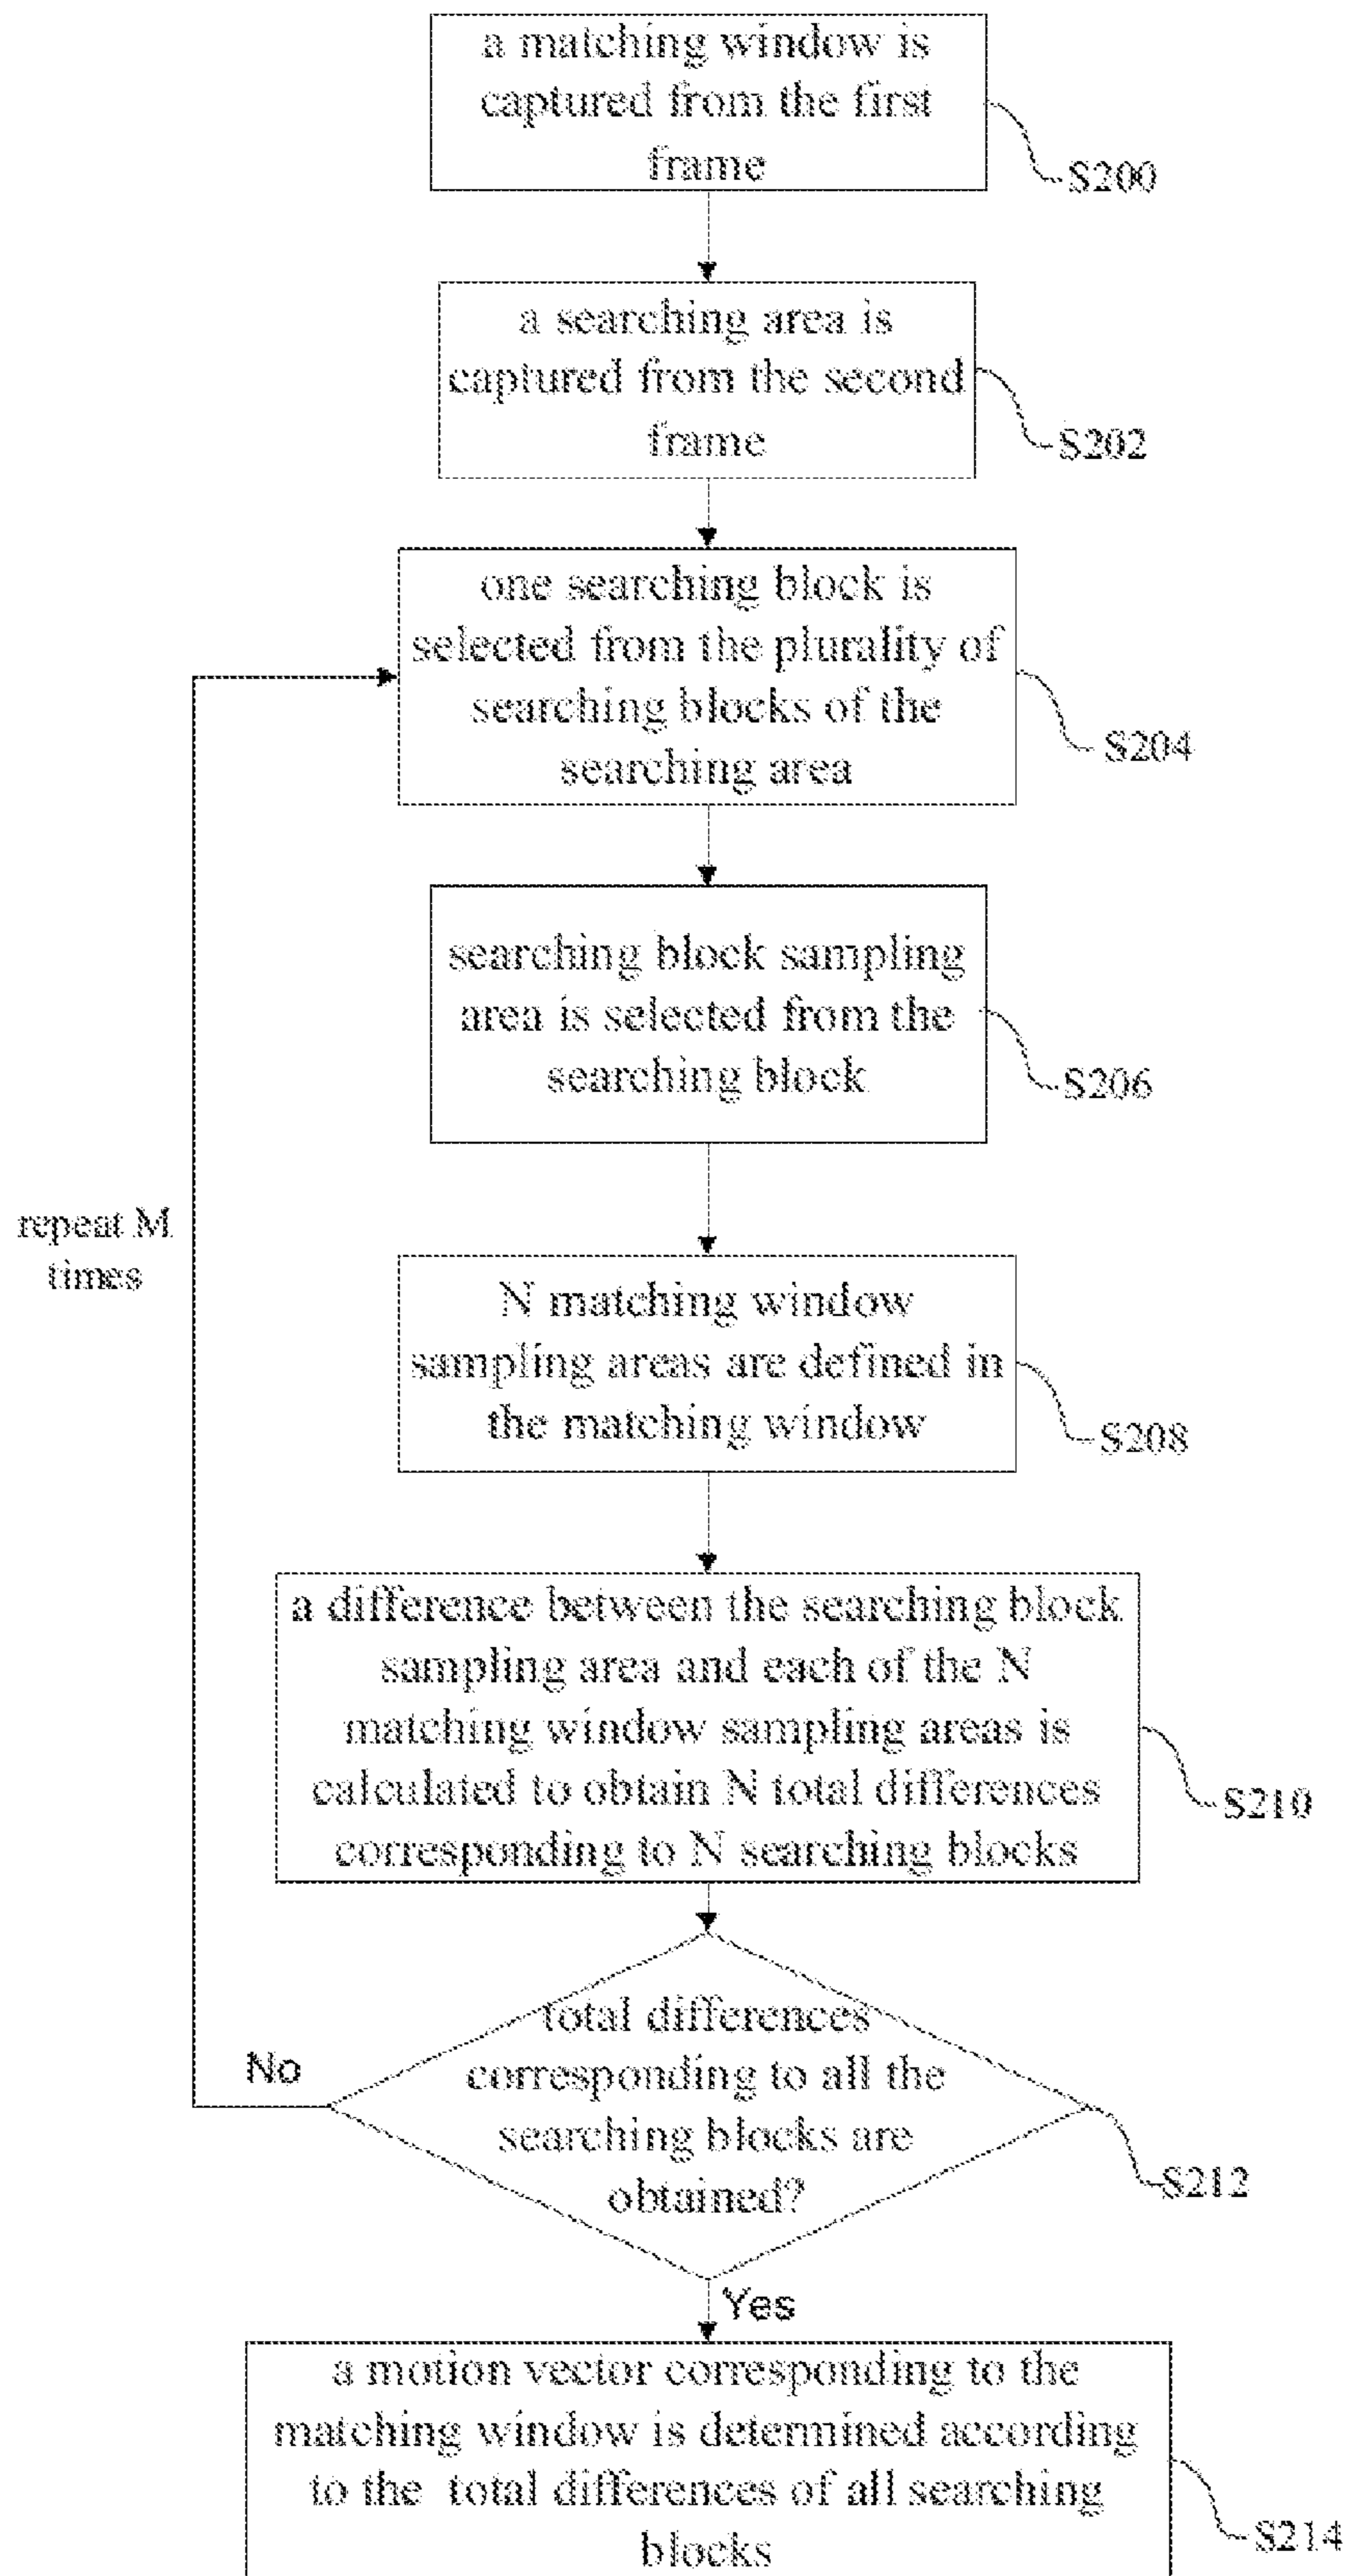 a matching window is
captured from the first
frame
S200
a searching area is
captured from the second
frame
S202
one searching block is
selected from the plurality of
searching blocks of the
searching area
S204
searching block sampling
area is selected from the
searching block
S206
repeat M
times
N matching window
sampling areas are defined in
the matching window
S208
a difference between the searching block
sampling area and each of the N
matching window sampling areas is
calculated to obtain N total differences
corresponding to N searching blocks
S210
total differences
corresponding to all the
searching blocks are
obtained?
No
S212
Yes
a motion vector corresponding to the
matching window is determined according
to the total differences of all searching
blocks
S214